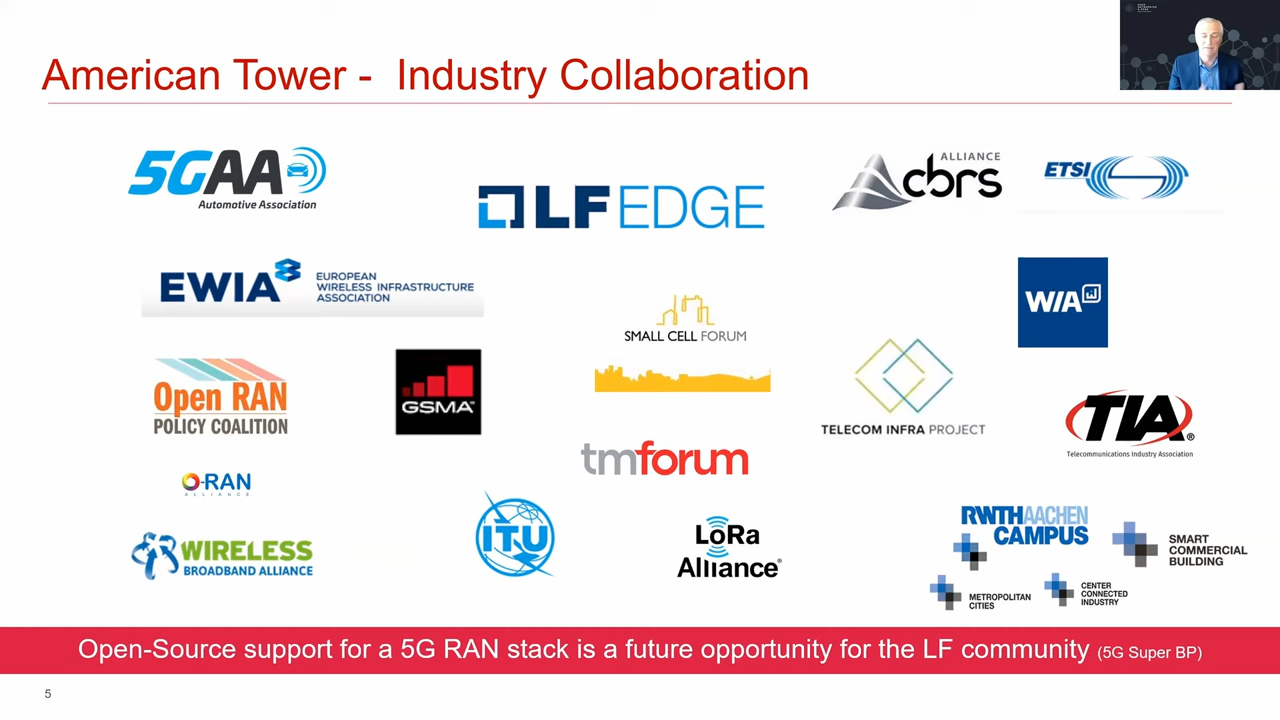 American Tower - Industry Collaboration
5GAA
Automotive Association
LF EDGE
ALLIANCE
cbrs
ETSI
EWIA
EUROPEAN
WIRELESS INFRASTRUCTURE
ASSOCIATION
SMALL CELL FORUM
WIA
Open RAN
POLICY COALITION
GSMA™
TELECOM INFRA PROJECT
TIA®
Telecommunications Industry Association
tmforum
O-RAN
ALLIANCE
WIRELESS
BROADBAND ALLIANCE
ITU
LoRa
Alliance®
RWTHAACHEN
CAMPUS
SMART
COMMERCIAL
BUILDING
METROPOLITAN
CITIES
CENTER
CONNECTED
INDUSTRY
Open-Source support for a 5G RAN stack is a future opportunity for the LF community (5G Super BP)
5